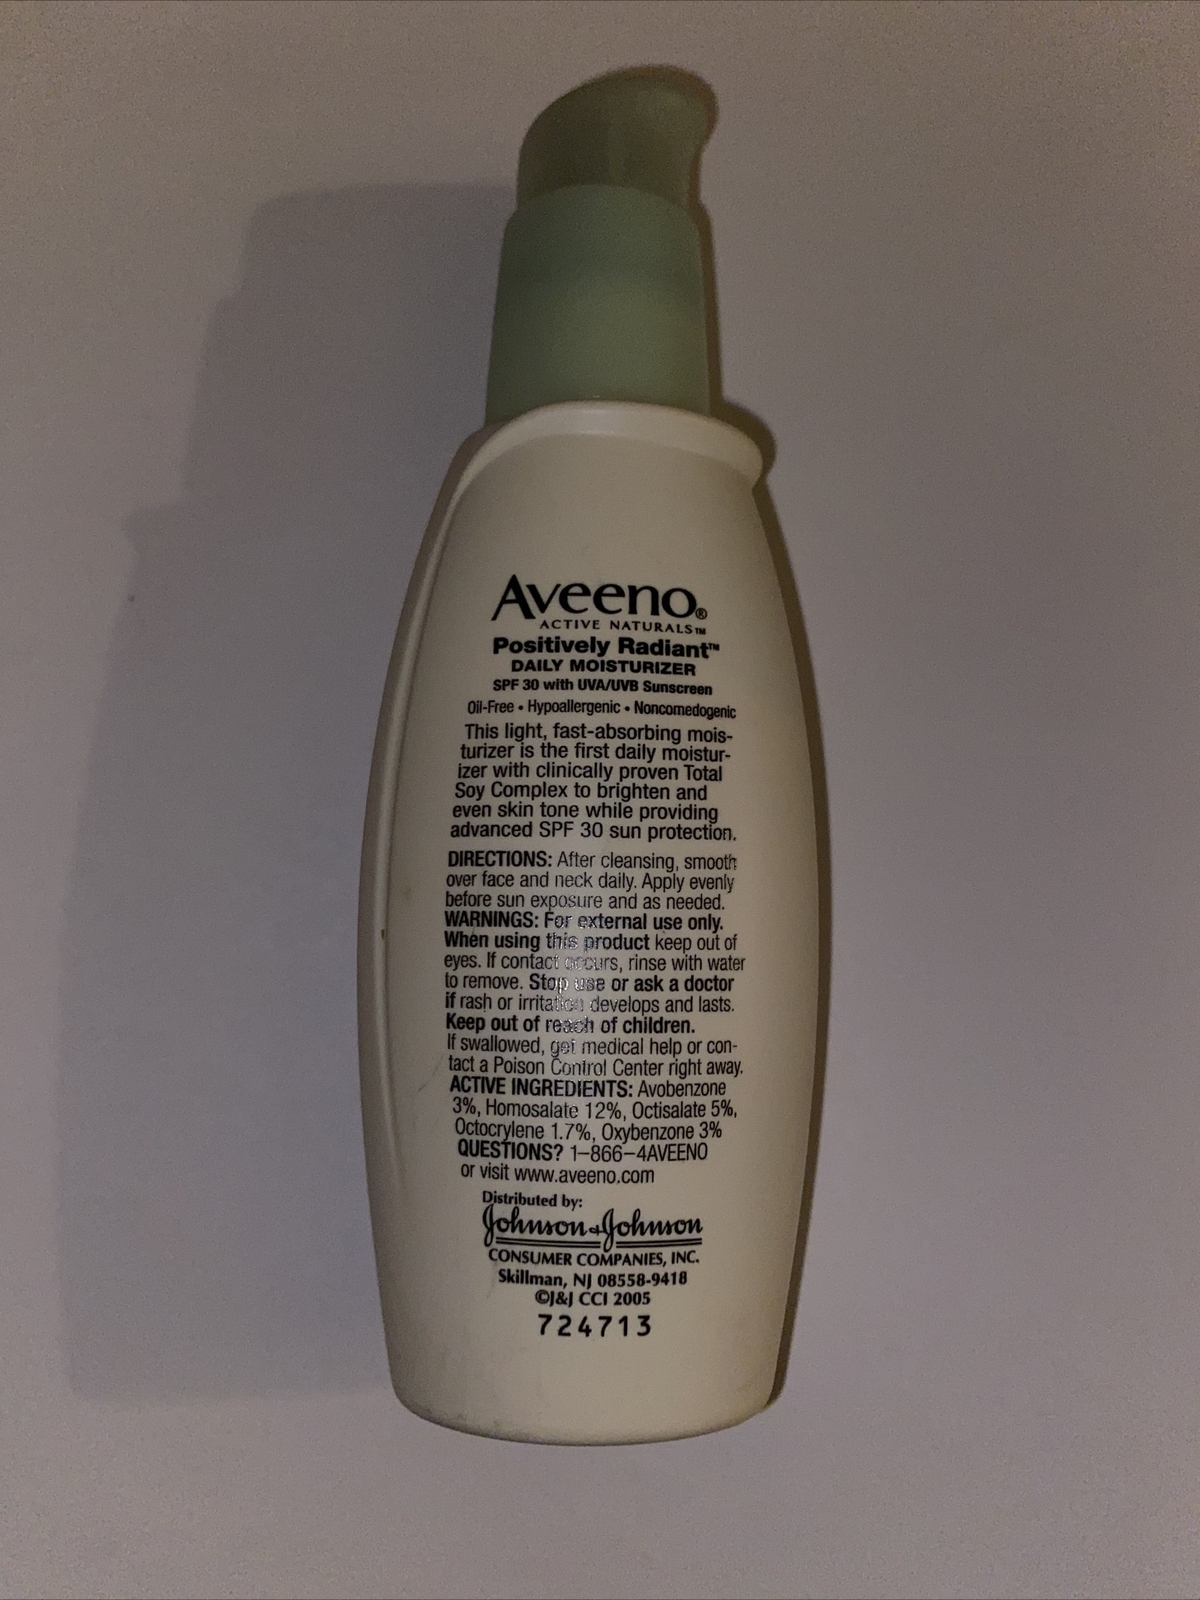 Aveeno®
ACTIVE NATURALS™
Positively Radiant™
DAILY MOISTURIZER
SPF 30 with UVA/UVB Sunscreen
Oil-Free • Hypoallergenic • Noncomedogenic
This light, fast-absorbing mois-
turizer is the first daily moistur-
izer with clinically proven Total
Soy Complex to brighten and
even skin tone while providing
advanced SPF 30 sun protection.
DIRECTIONS: After cleansing, smooth
over face and neck daily. Apply evenly
before sun exposure and as needed.
WARNINGS: For external use only.
When using this product keep out of
eyes. If contact occurs, rinse with water
to remove. Stop use or ask a doctor
if rash or irritation develops and lasts.
Keep out of reach of children.
If swallowed, get medical help or con-
tact a Poison Control Center right away.
ACTIVE INGREDIENTS: Avobenzone
3%, Homosalate 12%, Octisalate 5%,
Octocrylene 1.7%, Oxybenzone 3%
QUESTIONS? 1–866–4AVEENO
or visit www.aveeno.com
Distributed by:
Johnson & Johnson
CONSUMER COMPANIES, INC.
Skillman, NJ 08558-9418
©J&J CCI 2005
724713